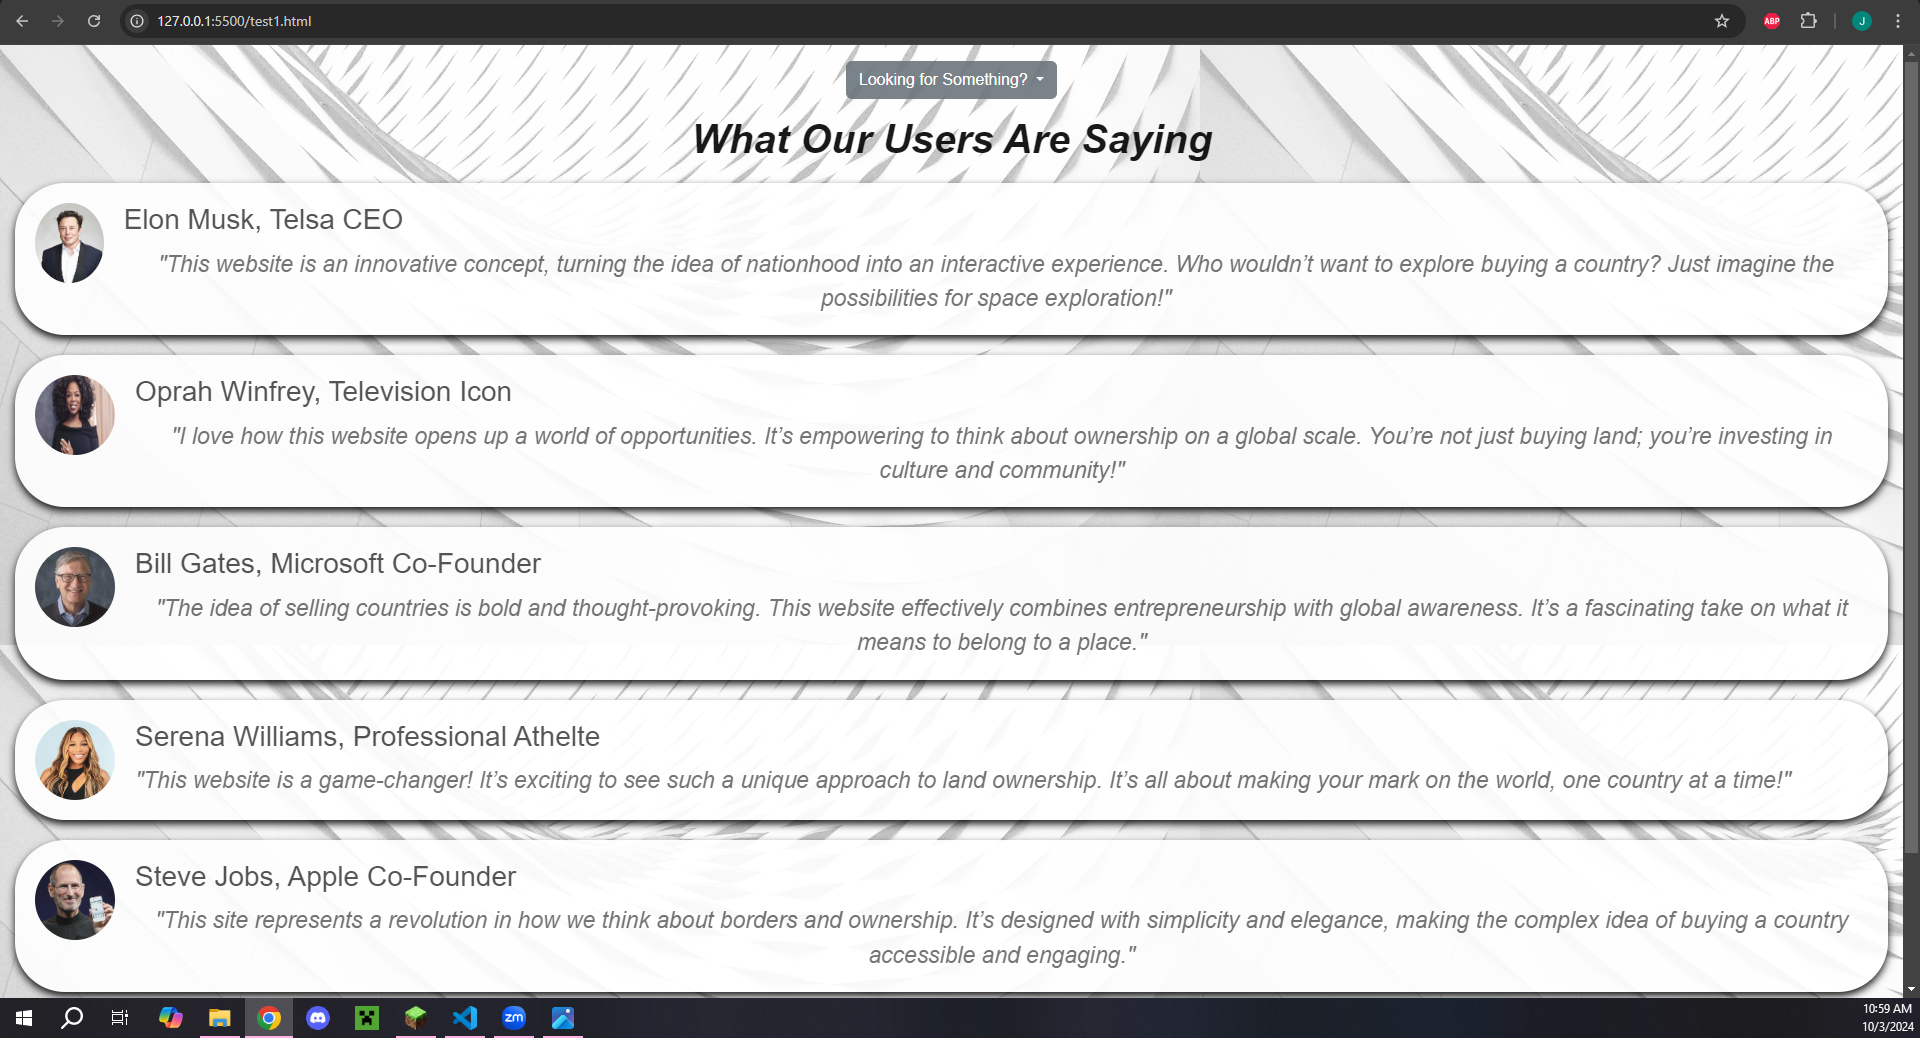 127.0.0.1:5500/test1.html
ABP
J
Looking for Something?
What Our Users Are Saying
Elon Musk, Telsa CEO
"This website is an innovative concept, turning the idea of nationhood into an interactive experience. Who wouldn’t want to explore buying a country? Just imagine the
possibilities for space exploration!"
Oprah Winfrey, Television Icon
"I love how this website opens up a world of opportunities. It’s empowering to think about ownership on a global scale. You’re not just buying land; you’re investing in
culture and community!"
Bill Gates, Microsoft Co-Founder
"The idea of selling countries is bold and thought-provoking. This website effectively combines entrepreneurship with global awareness. It’s a fascinating take on what it
means to belong to a place."
Serena Williams, Professional Athelte
"This website is a game-changer! It’s exciting to see such a unique approach to land ownership. It’s all about making your mark on the world, one country at a time!"
Steve Jobs, Apple Co-Founder
"This site represents a revolution in how we think about borders and ownership. It’s designed with simplicity and elegance, making the complex idea of buying a country
accessible and engaging."
zm
10:59 AM
10/3/2024